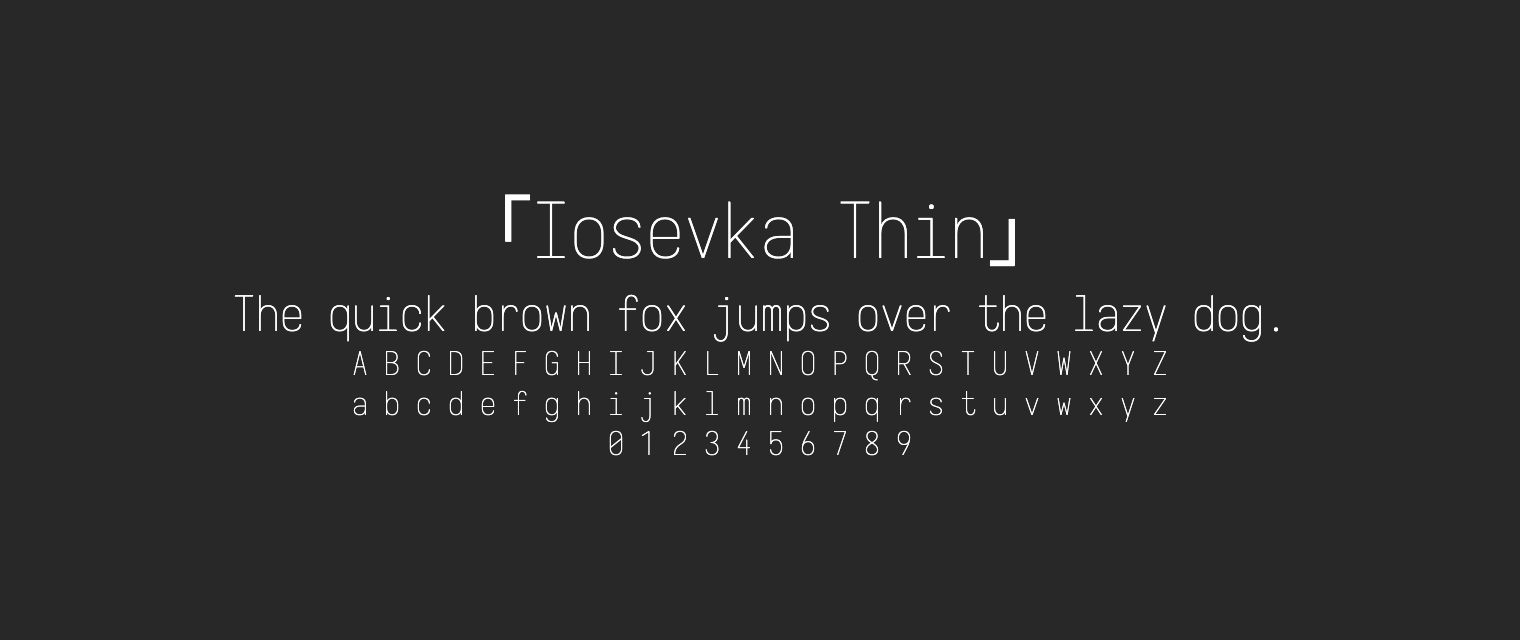 「Iosevka Thin」
The quick brown fox jumps over the lazy dog.
A B C D E F G H I J K L M N O P Q R S T U V W X Y Z
a b c d e f g h i j k l m n o p q r s t u v w x y z
0 1 2 3 4 5 6 7 8 9